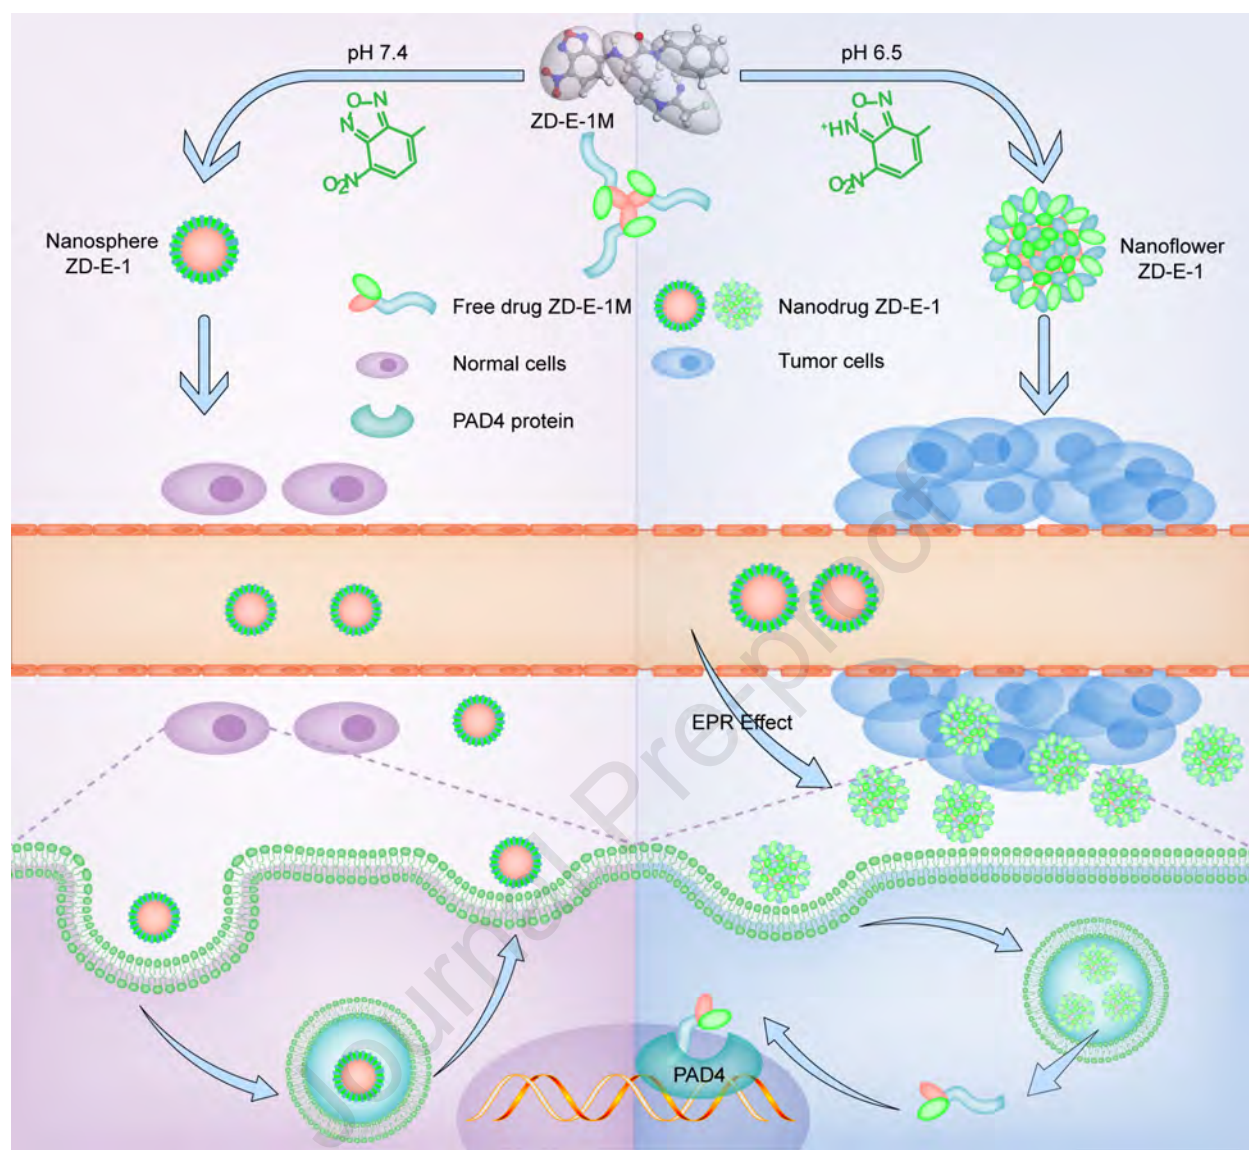 pH 7.4
pH 6.5
ZD-E-1M
O
N
N
O₂N
O
N
⁺HN
O₂N
Nanosphere
ZD-E-1
Nanoflower
ZD-E-1
Free drug ZD-E-1M
Nanodrug ZD-E-1
Normal cells
Tumor cells
PAD4 protein
EPR Effect
PAD4
Journal Pre-proof